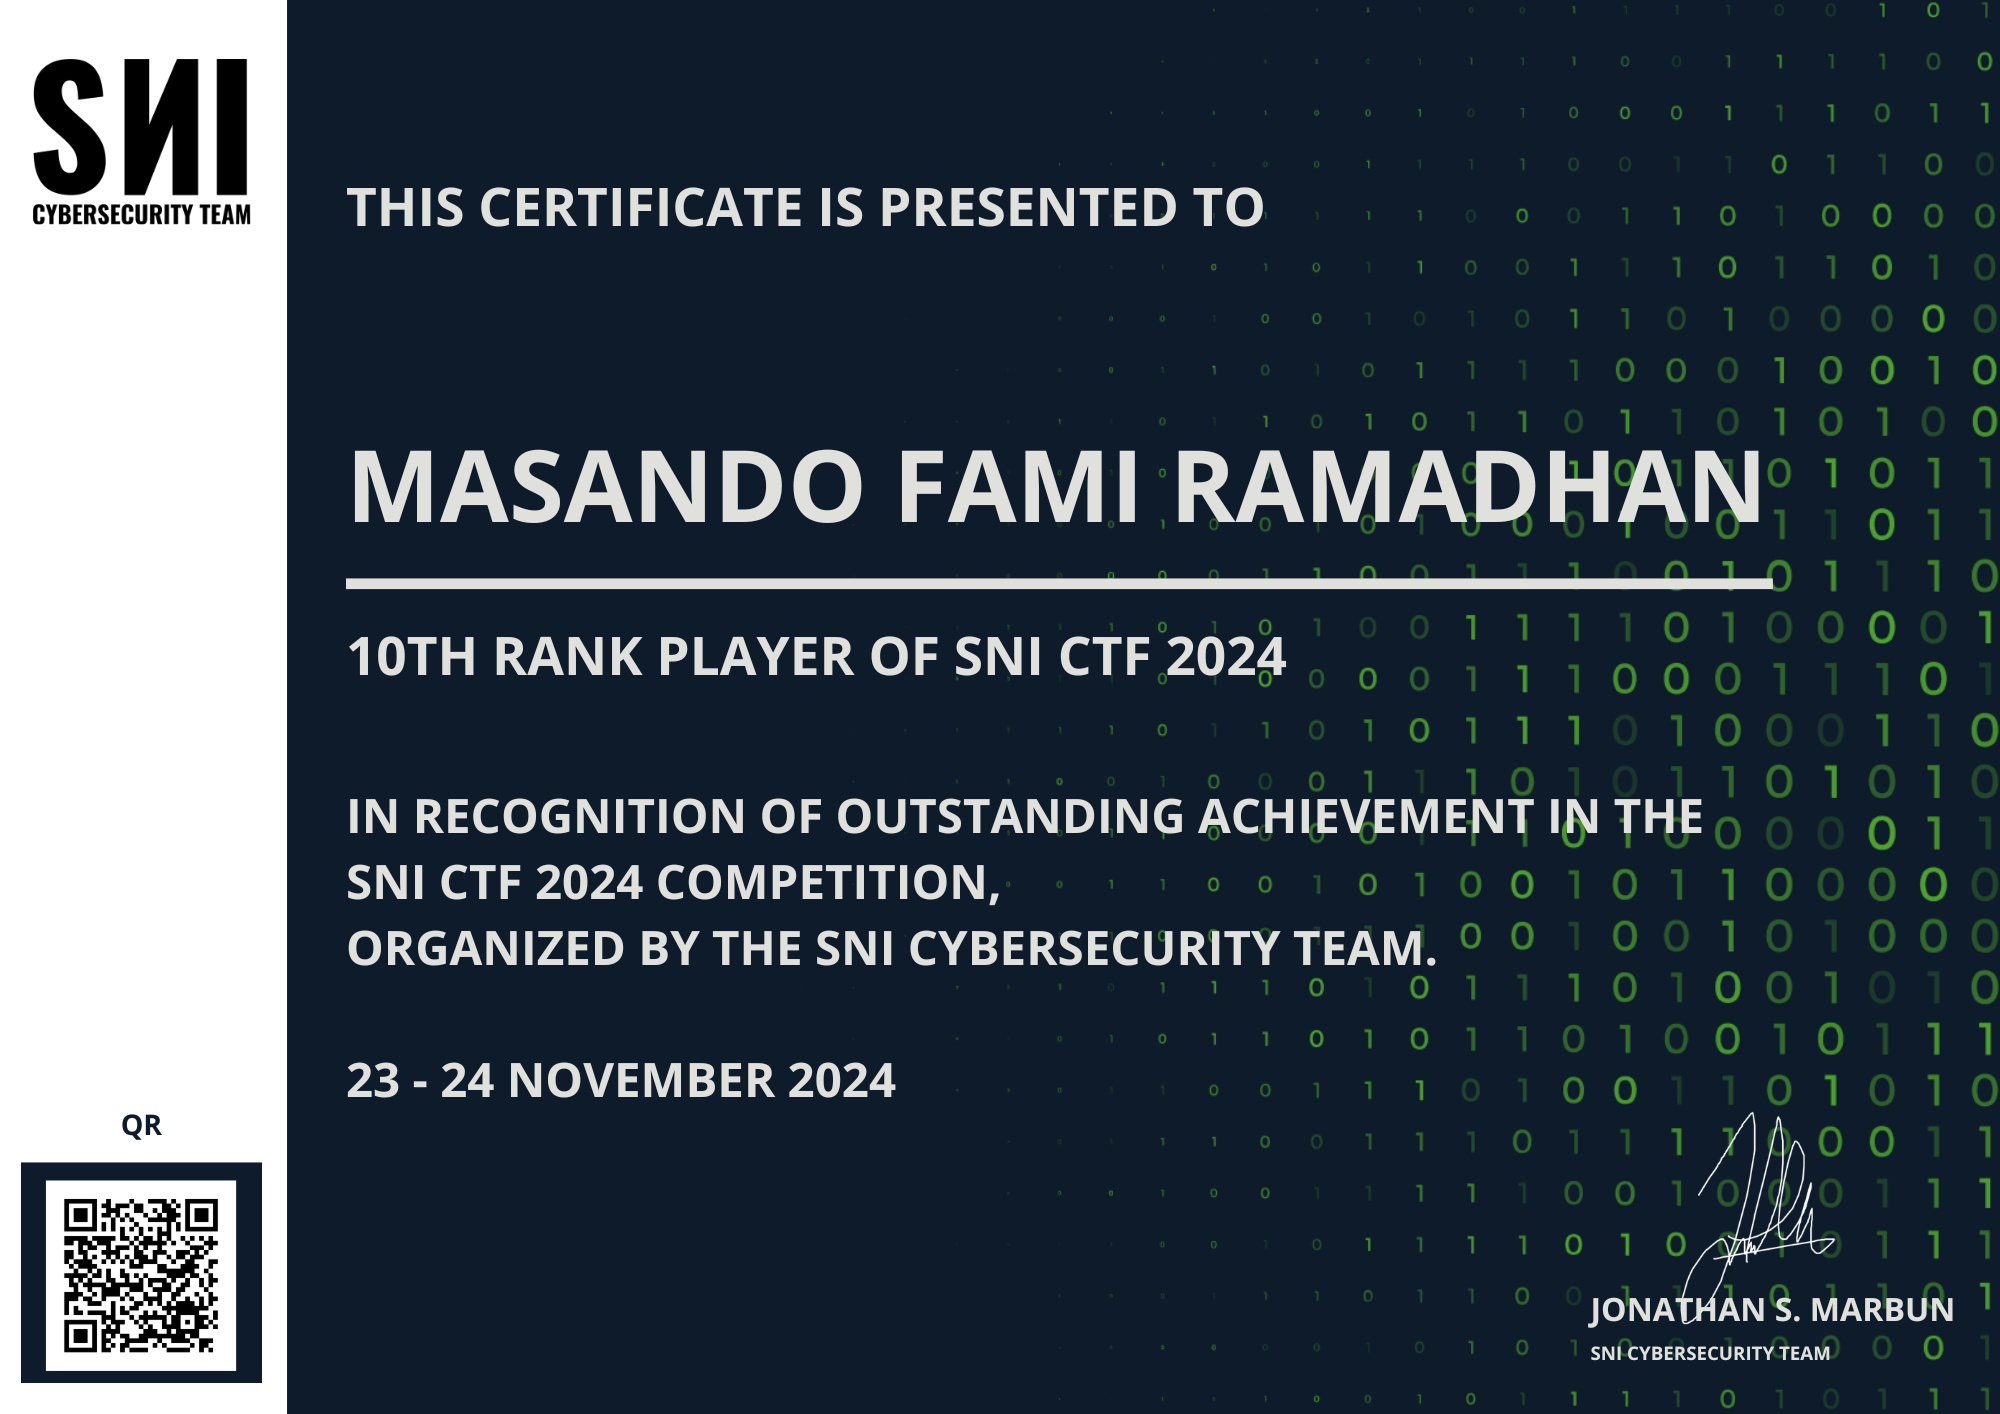 SNI
CYBERSECURITY TEAM
THIS CERTIFICATE IS PRESENTED TO
MASANDO FAMI RAMADHAN
10TH RANK PLAYER OF SNI CTF 2024
IN RECOGNITION OF OUTSTANDING ACHIEVEMENT IN THE
SNI CTF 2024 COMPETITION,
ORGANIZED BY THE SNI CYBERSECURITY TEAM.
23 - 24 NOVEMBER 2024
QR
JONATHAN S. MARBUN
SNI CYBERSECURITY TEAM